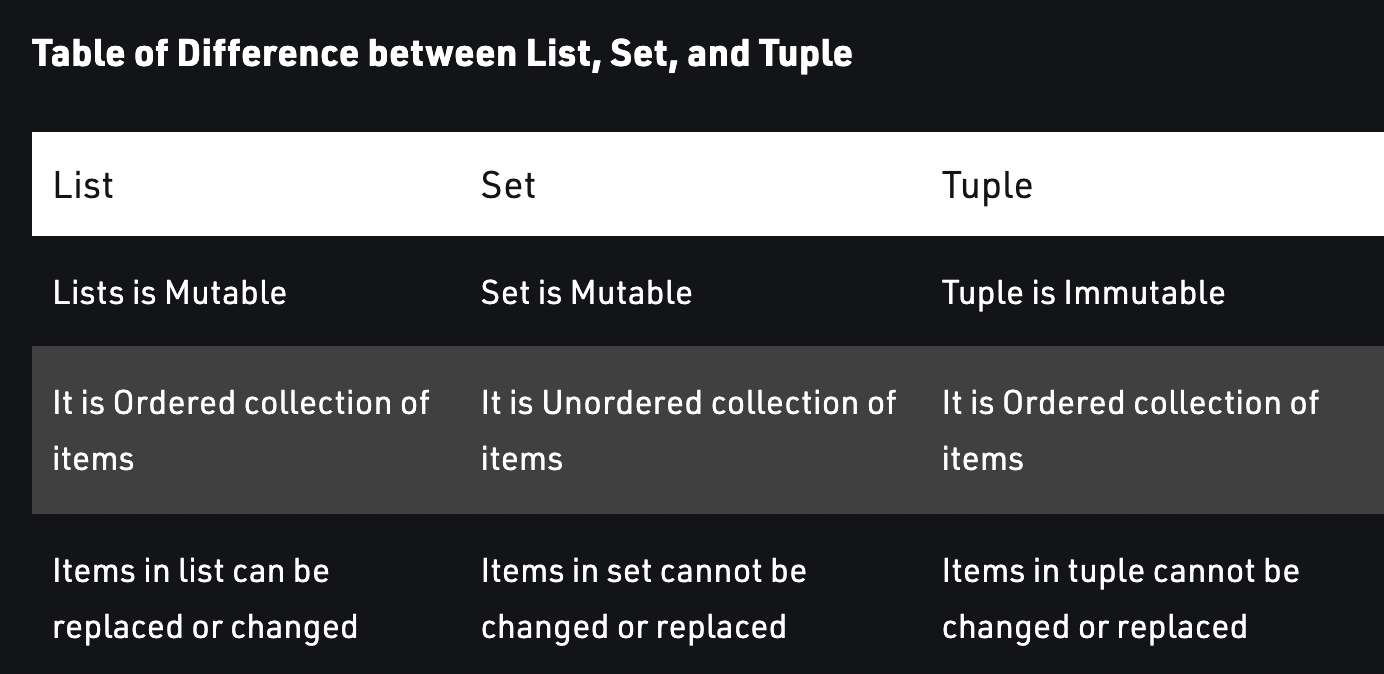 Table of Difference between List, Set, and Tuple
List
Set
Tuple
Lists is Mutable
Set is Mutable
Tuple is Immutable
It is Ordered collection of
items
It is Unordered collection of
items
It is Ordered collection of
items
Items in list can be
replaced or changed
Items in set cannot be
changed or replaced
Items in tuple cannot be
changed or replaced